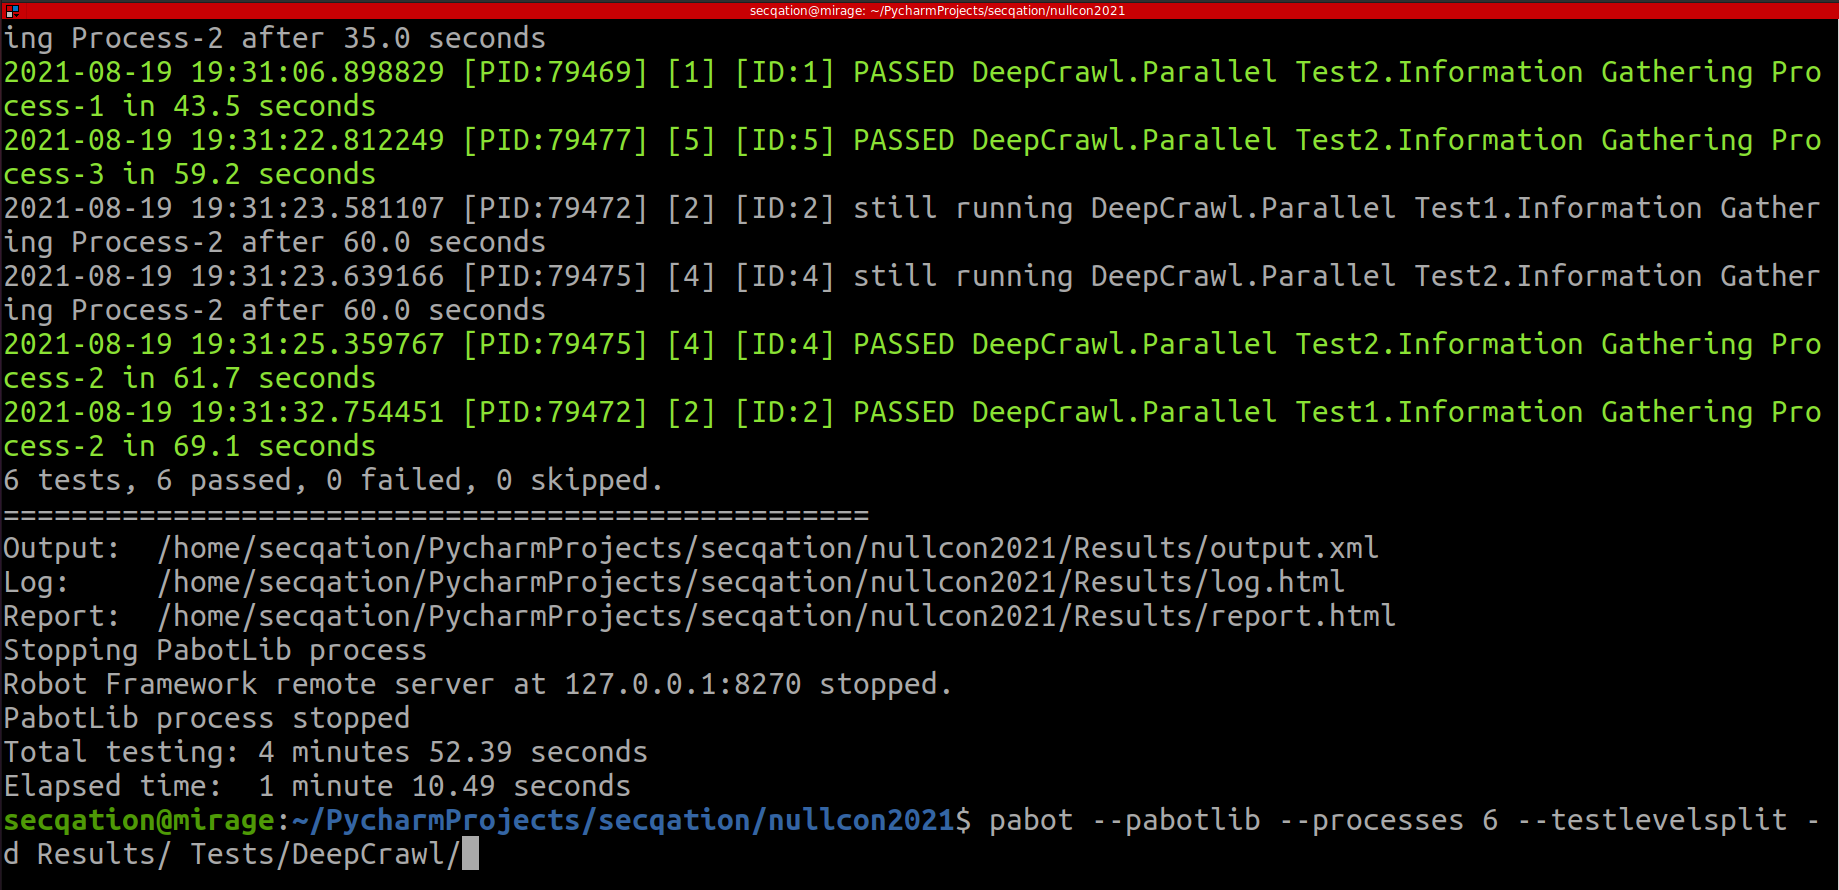 secqation@mirage: ~/PycharmProjects/secqation/nullcon2021
ing Process-2 after 35.0 seconds
2021-08-19 19:31:06.898829 [PID:79469] [1] [ID:1] PASSED DeepCrawl.Parallel Test2.Information Gathering Pro
cess-1 in 43.5 seconds
2021-08-19 19:31:22.812249 [PID:79477] [5] [ID:5] PASSED DeepCrawl.Parallel Test2.Information Gathering Pro
cess-3 in 59.2 seconds
2021-08-19 19:31:23.581107 [PID:79472] [2] [ID:2] still running DeepCrawl.Parallel Test1.Information Gather
ing Process-2 after 60.0 seconds
2021-08-19 19:31:23.639166 [PID:79475] [4] [ID:4] still running DeepCrawl.Parallel Test2.Information Gather
ing Process-2 after 60.0 seconds
2021-08-19 19:31:25.359767 [PID:79475] [4] [ID:4] PASSED DeepCrawl.Parallel Test2.Information Gathering Pro
cess-2 in 61.7 seconds
2021-08-19 19:31:32.754451 [PID:79472] [2] [ID:2] PASSED DeepCrawl.Parallel Test1.Information Gathering Pro
cess-2 in 69.1 seconds
6 tests, 6 passed, 0 failed, 0 skipped.
===================================================
Output:  /home/secqation/PycharmProjects/secqation/nullcon2021/Results/output.xml
Log:     /home/secqation/PycharmProjects/secqation/nullcon2021/Results/log.html
Report:  /home/secqation/PycharmProjects/secqation/nullcon2021/Results/report.html
Stopping PabotLib process
Robot Framework remote server at 127.0.0.1:8270 stopped.
PabotLib process stopped
Total testing: 4 minutes 52.39 seconds
Elapsed time:  1 minute 10.49 seconds
secqation@mirage:~/PycharmProjects/secqation/nullcon2021$ pabot --pabotlib --processes 6 --testlevelsplit -
d Results/ Tests/DeepCrawl/